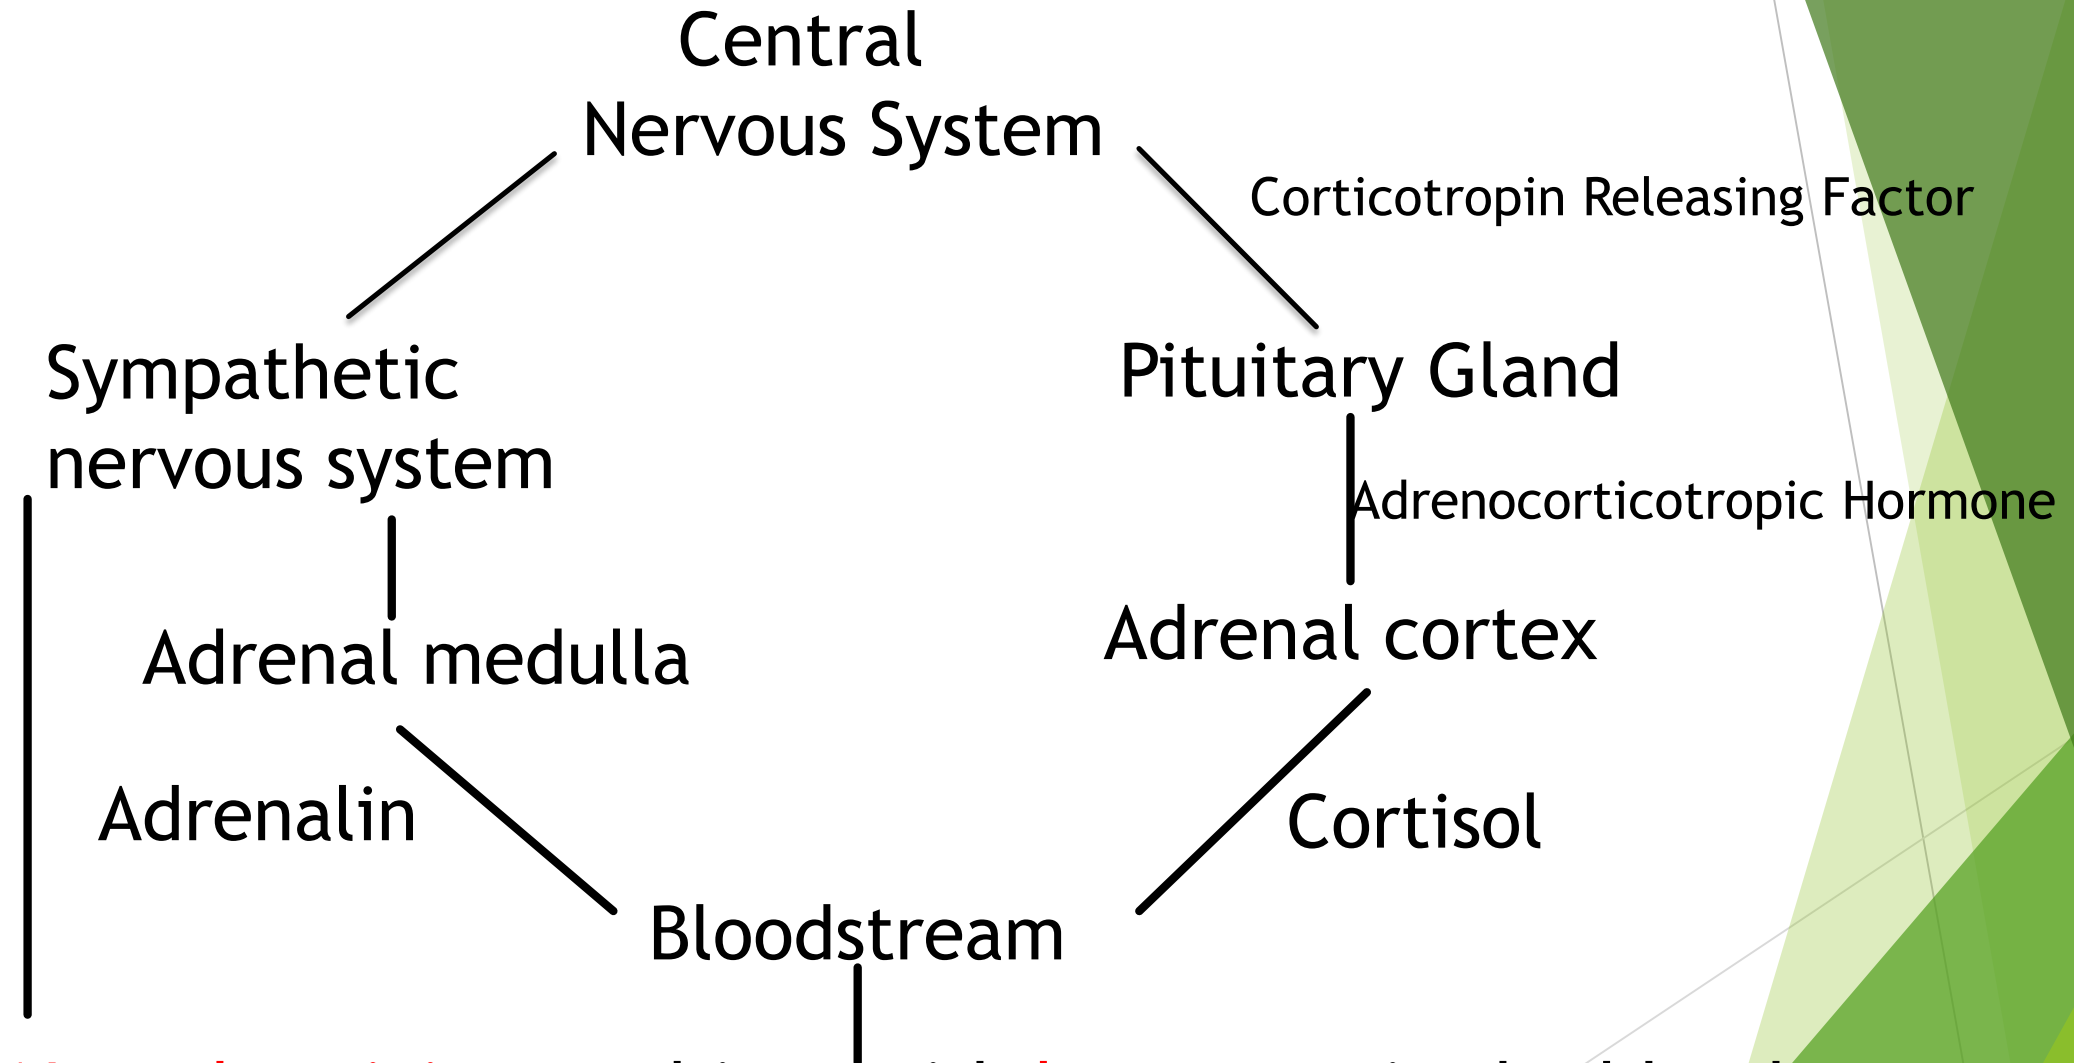 Central
Nervous System
Corticotropin Releasing Factor
Sympathetic
nervous system
Pituitary Gland
Adrenocorticotropic Hormone
Adrenal medulla
Adrenal cortex
Adrenalin
Cortisol
Bloodstream